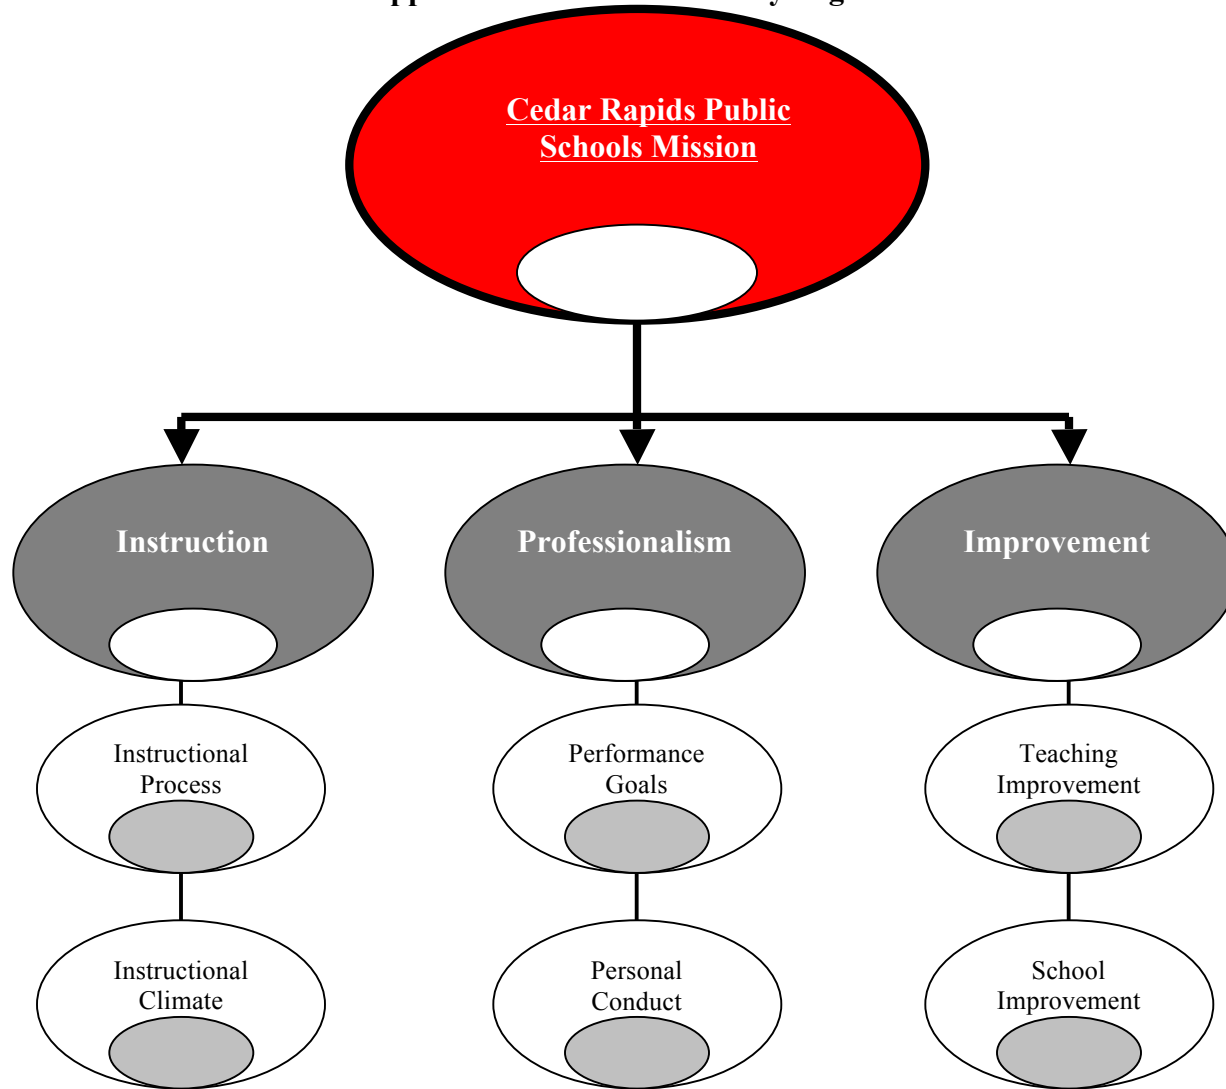 Cedar Rapids Public
Schools Mission
Instruction
Professionalism
Improvement
Instructional
Process
Performance
Goals
Teaching
Improvement
Instructional
Climate
Personal
Conduct
School
Improvement